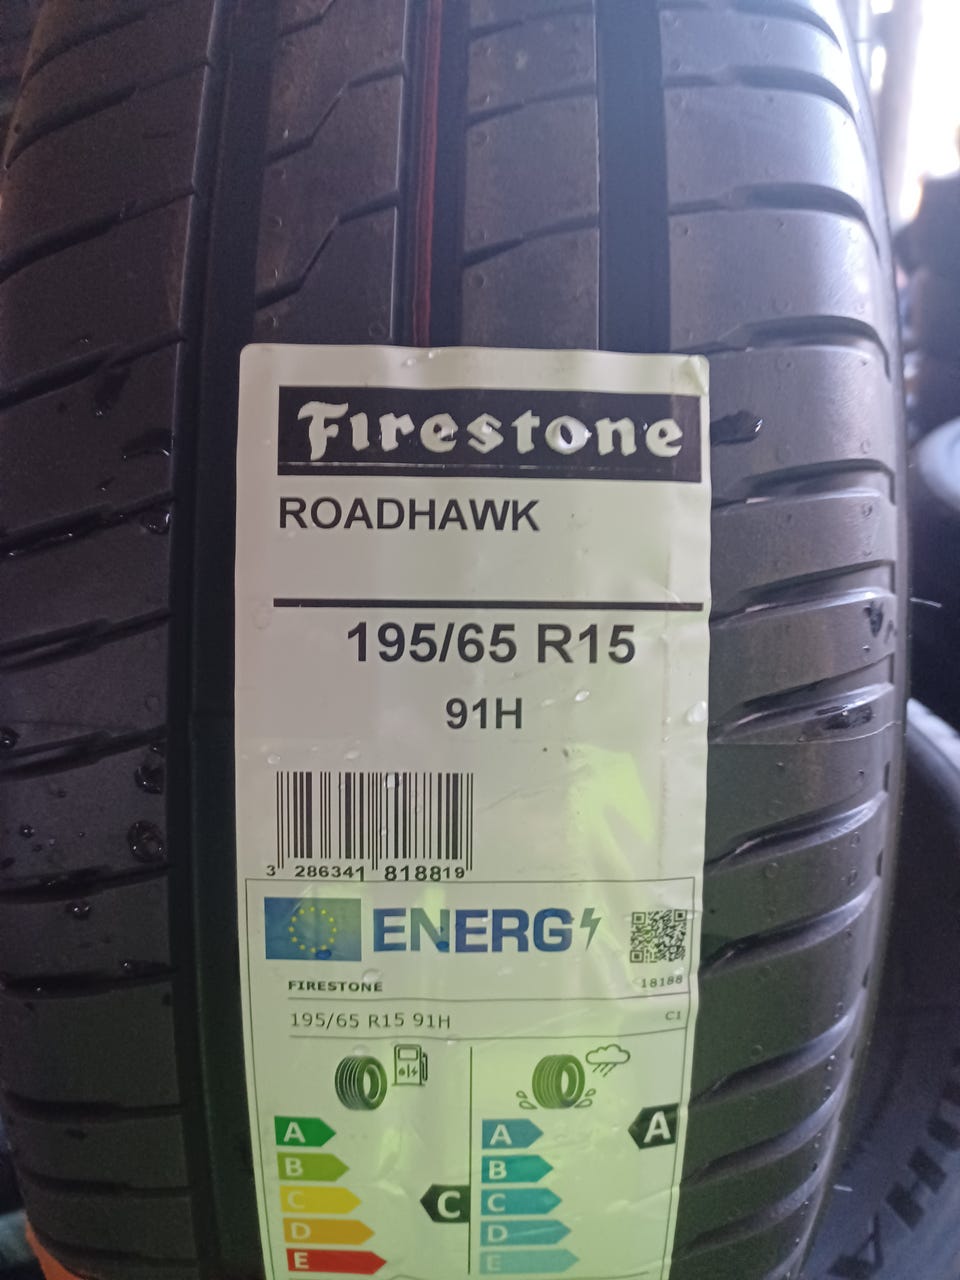 Firestone
ROADHAWK
195/65 R15
91H
3 286341 818819
ENERG
FIRESTONE
18188
195/65 R15 91H
C1
A
A
A
B
B
C
C
C
D
D
E
E